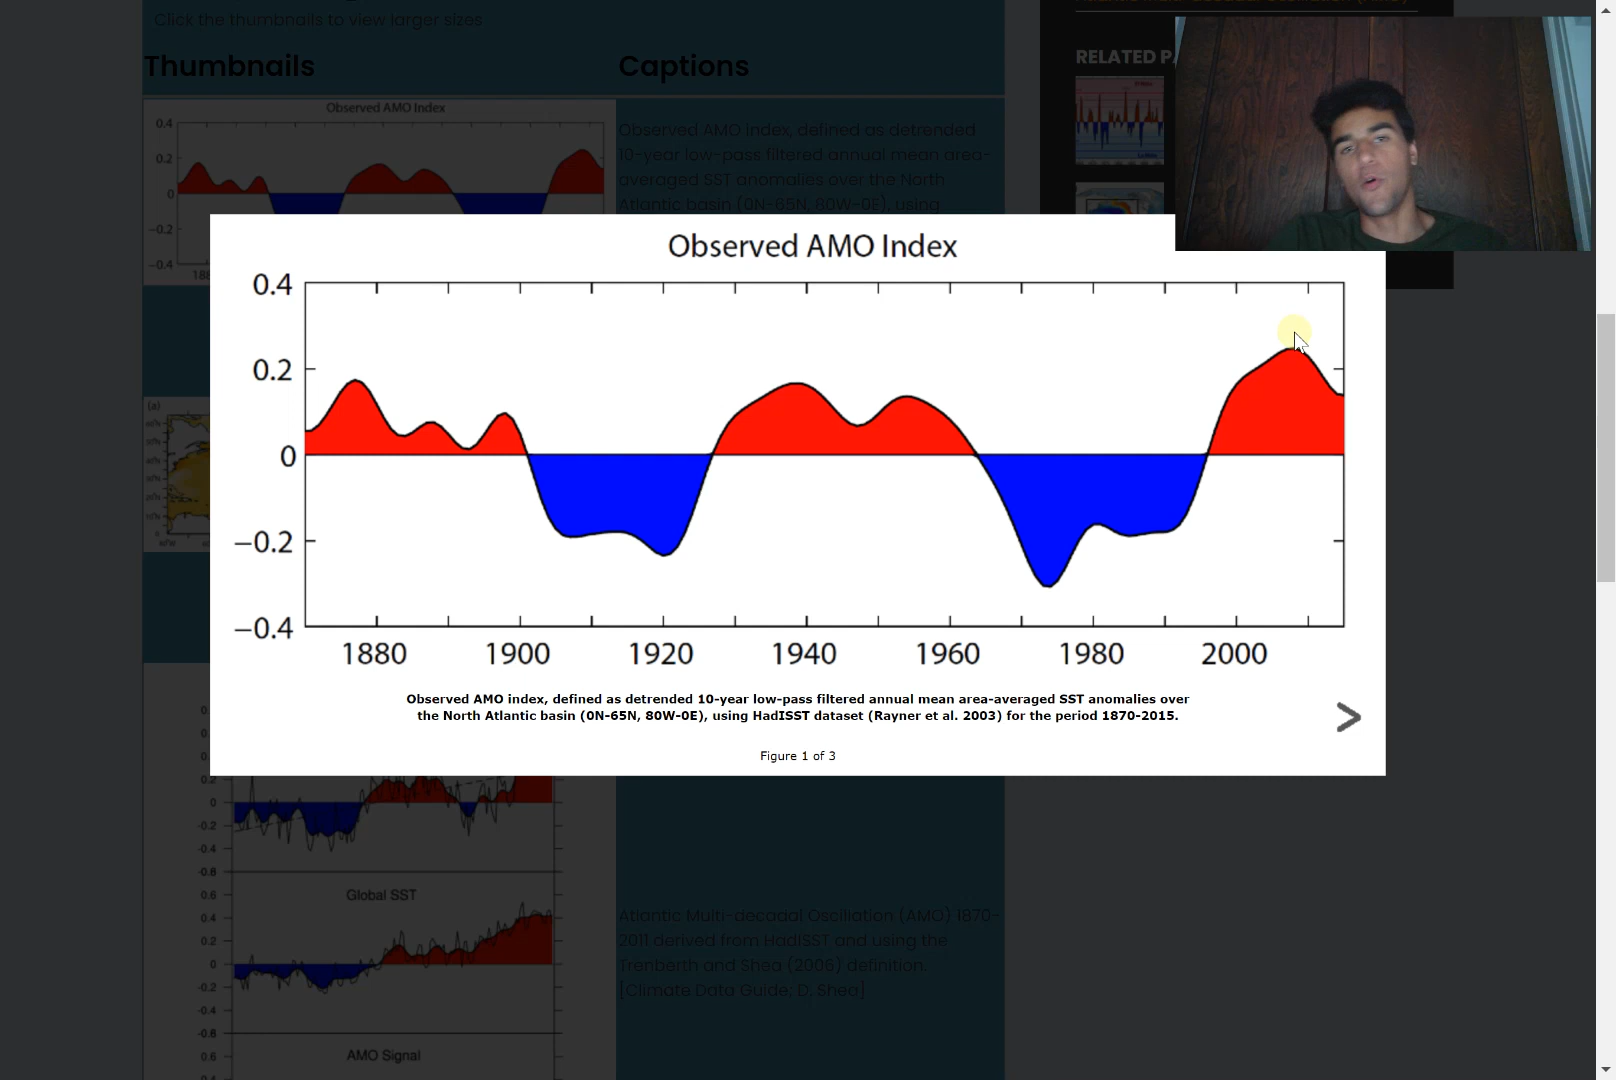 Click the thumbnails to view larger sizes
Thumbnails
Captions
RELATED
Observed AMO Index
0.4
0.2
0
−0.2
−0.4
188
Observed AMO Index, defined as detrended
10-year low-pass filtered annual mean area-
averaged SST anomalies over the North
Atlantic basin (0N-65N, 80W-0E), using
Observed AMO Index
0.4
0.2
0
−0.2
−0.4
1880 1900 1920 1940 1960 1980 2000
Observed AMO index, defined as detrended 10-year low-pass filtered annual mean area-averaged SST anomalies over
the North Atlantic basin (0N-65N, 80W-0E), using HadISST dataset (Rayner et al. 2003) for the period 1870-2015.
>
Figure 1 of 3
(a)
0.2
0
-0.2
-0.4
-0.8
0.6
Global SST
0.4
0.2
0
-0.2
-0.4
-0.8
0.6
AMO Signal
Atlantic Multi-decadal Oscillation (AMO) 1870-
2011 derived from HadISST and using the
Trenberth and Shea (2006) definition.
[Climate Data Guide; D. Shea]